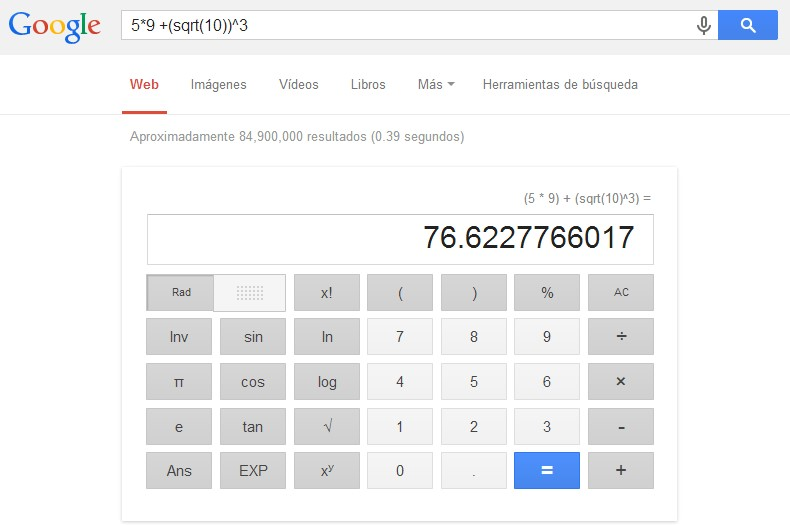 Google 5*9 +(sqrt(10))^3
Web Imágenes Vídeos Libros Más Herramientas de búsqueda
Aproximadamente 84,900,000 resultados (0.39 segundos)
(5 * 9) + (sqrt(10)^3) =
76.6227766017
Rad x! ( ) % AC
Inv sin ln 7 8 9 ÷
π cos log 4 5 6 ×
e tan √ 1 2 3 -
Ans EXP xʸ 0 . = +